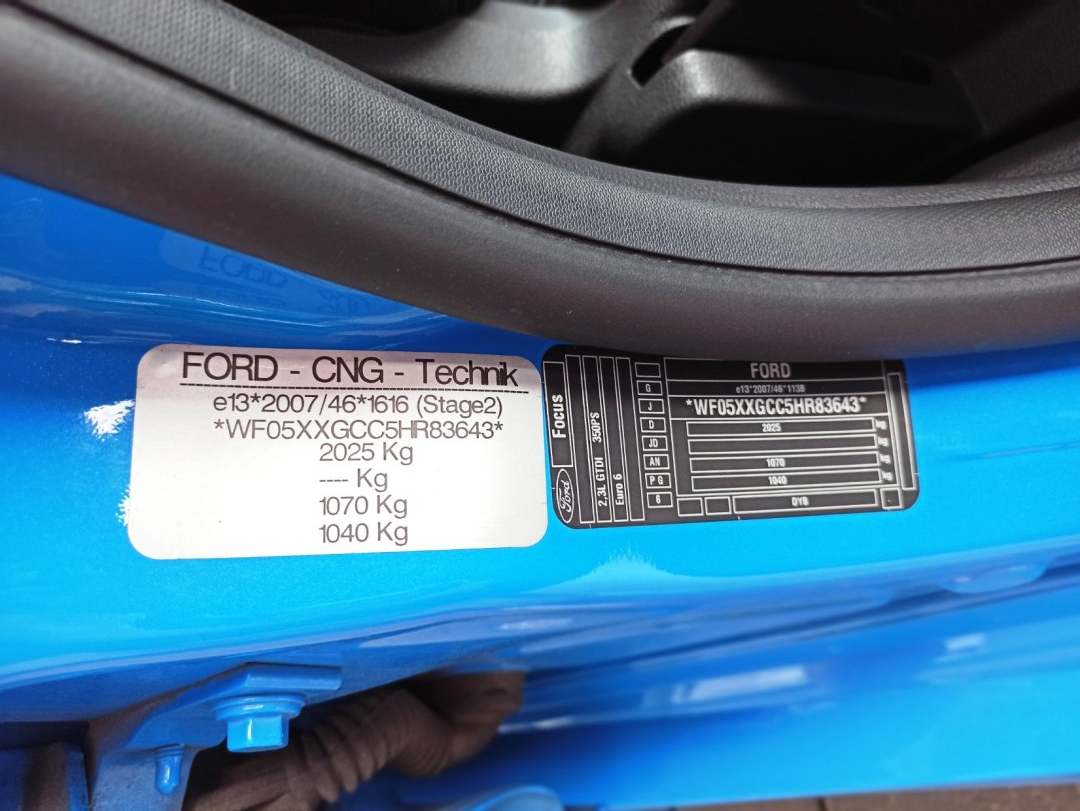 FORD - CNG - Technik
e13*2007/46*1616 (Stage2)
*WF05XXGCC5HR83643*
2025 Kg
---- Kg
1070 Kg
1040 Kg
Focus
Ford
2.3L GTDI 350PS
Euro 6
G
J
D
JD
AN
PG
6
FORD
e13*2007/46*1138
*WF05XXGCC5HR83643*
2025 kg
kg
1070
1040 kg
DYB